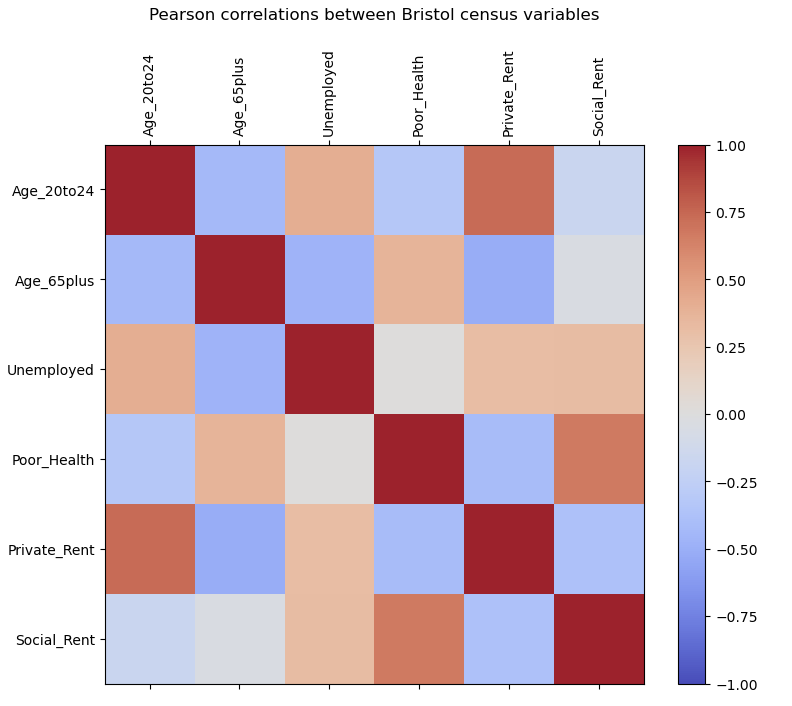 Pearson correlations between Bristol census variables
Age_20to24
Age_65plus
Unemployed
Poor_Health
Private_Rent
Social_Rent
Age_20to24
Age_65plus
Unemployed
Poor_Health
Private_Rent
Social_Rent
1.00
0.75
0.50
0.25
0.00
−0.25
−0.50
−0.75
−1.00